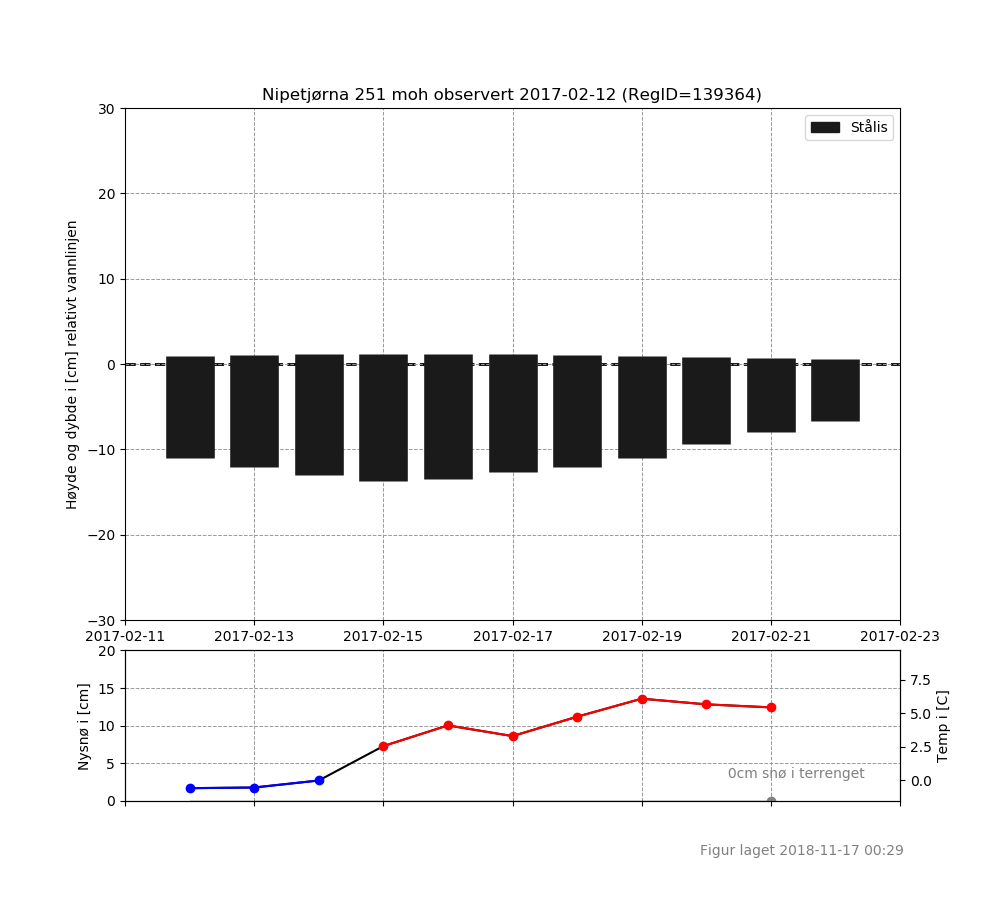 Nipetjørna 251 moh observert 2017-02-12 (RegID=139364)
Stålis
Høyde og dybde i [cm] relativt vannlinjen
30
20
10
0
−10
−20
−30
2017-02-11 2017-02-13 2017-02-15 2017-02-17 2017-02-19 2017-02-21 2017-02-23
Nysnø i [cm]
20
15
10
5
0
7.5
5.0
2.5
0.0
Temp i [C]
0cm snø i terrenget
Figur laget 2018-11-17 00:29